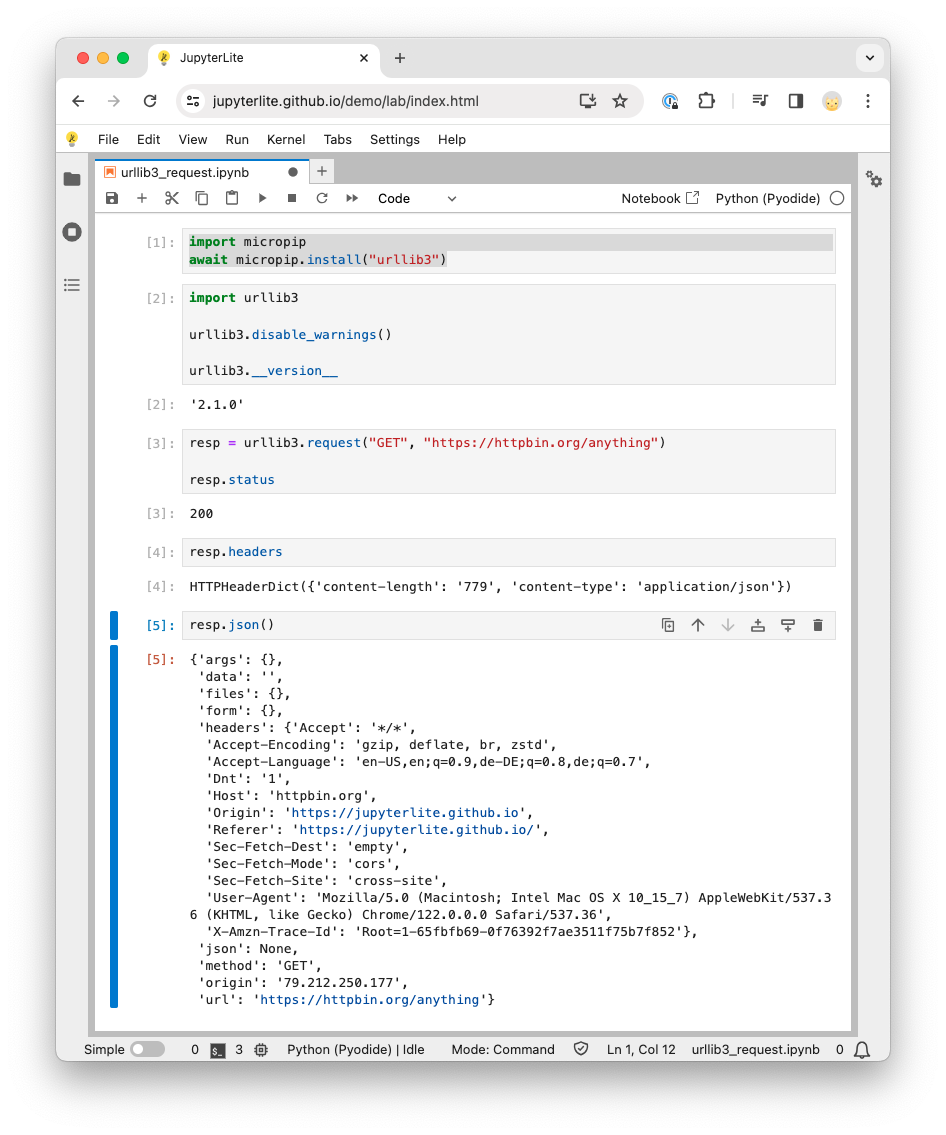 JupyterLite
jupyterlite.github.io/demo/lab/index.html
File Edit View Run Kernel Tabs Settings Help
urllib3_request.ipynb
Code Notebook Python (Pyodide)
[1]: import micropip
await micropip.install("urllib3")
[2]: import urllib3
urllib3.disable_warnings()
urllib3.__version__
[2]: '2.1.0'
[3]: resp = urllib3.request("GET", "https://httpbin.org/anything")
resp.status
[3]: 200
[4]: resp.headers
[4]: HTTPHeaderDict({'content-length': '779', 'content-type': 'application/json'})
[5]: resp.json()
[5]: {'args': {},
'data': '',
'files': {},
'form': {},
'headers': {'Accept': '*/*',
'Accept-Encoding': 'gzip, deflate, br, zstd',
'Accept-Language': 'en-US,en;q=0.9,de-DE;q=0.8,de;q=0.7',
'Dnt': '1',
'Host': 'httpbin.org',
'Origin': 'https://jupyterlite.github.io',
'Referer': 'https://jupyterlite.github.io/',
'Sec-Fetch-Dest': 'empty',
'Sec-Fetch-Mode': 'cors',
'Sec-Fetch-Site': 'cross-site',
'User-Agent': 'Mozilla/5.0 (Macintosh; Intel Mac OS X 10_15_7) AppleWebKit/537.3
6 (KHTML, like Gecko) Chrome/122.0.0.0 Safari/537.36',
'X-Amzn-Trace-Id': 'Root=1-65fbfb69-0f76392f7ae3511f75b7f852'},
'json': None,
'method': 'GET',
'origin': '79.212.250.177',
'url': 'https://httpbin.org/anything'}
Simple 0 $_ 3 Python (Pyodide) | Idle Mode: Command Ln 1, Col 12 urllib3_request.ipynb 0